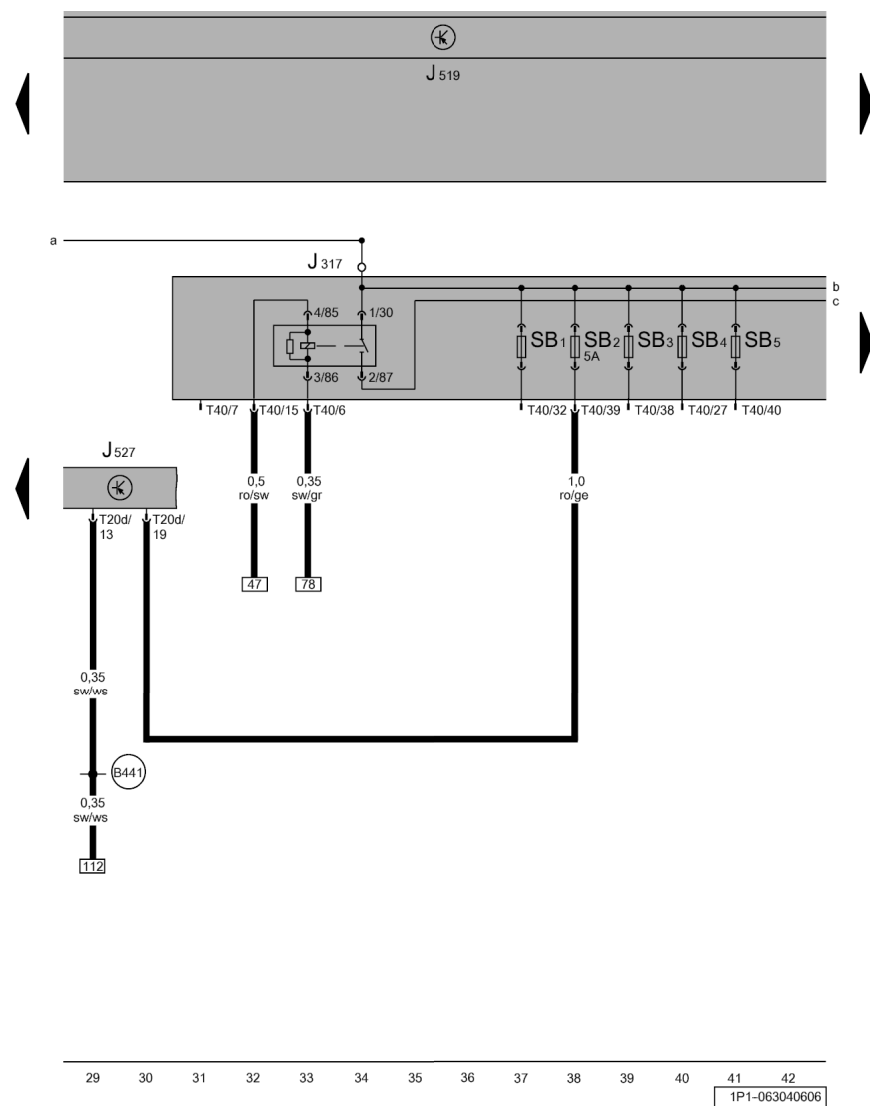 J 519
a
J 317
b
c
4/85 1/30
SB1 SB2 SB3 SB4 SB5
5A
3/86 2/87
T40/7 T40/15 T40/6 T40/32 T40/39 T40/38 T40/27 T40/40
J 527
0,5 0,35 1,0
ro/sw sw/gr ro/ge
T20d/ T20d/
13 19
47 78
0,35
sw/ws
B441
0,35
sw/ws
112
29 30 31 32 33 34 35 36 37 38 39 40 41 42
1P1-063040606